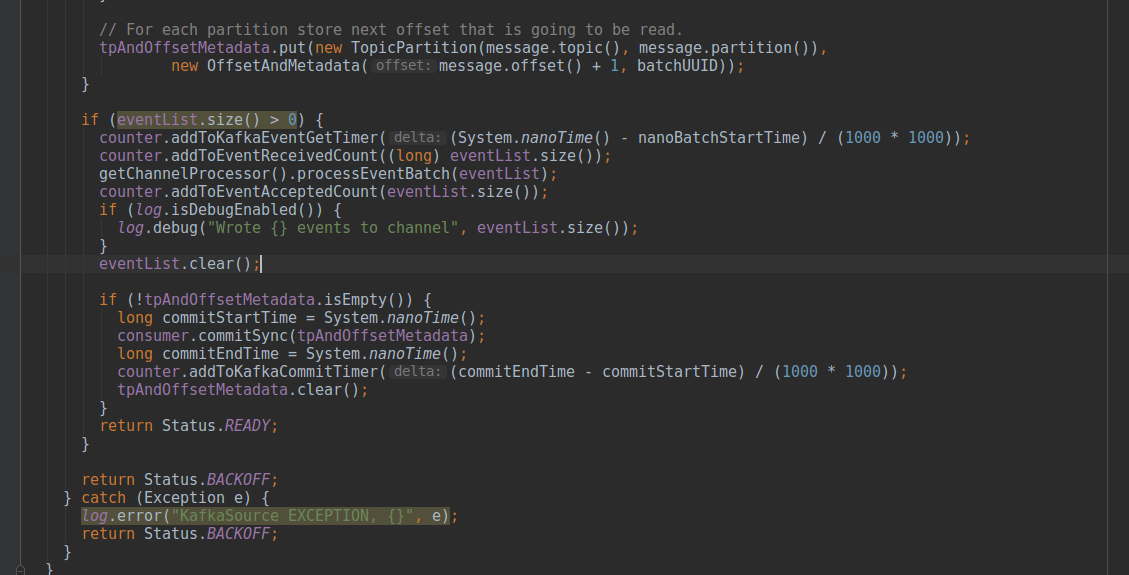 // For each partition store next offset that is going to be read.
tpAndOffsetMetadata.put(new TopicPartition(message.topic(), message.partition()),
new OffsetAndMetadata( offset: message.offset() + 1, batchUUID));
}
if (eventList.size() > 0) {
counter.addToKafkaEventGetTimer( delta: (System.nanoTime() - nanoBatchStartTime) / (1000 * 1000));
counter.addToEventReceivedCount((long) eventList.size());
getChannelProcessor().processEventBatch(eventList);
counter.addToEventAcceptedCount(eventList.size());
if (log.isDebugEnabled()) {
log.debug("Wrote {} events to channel", eventList.size());
}
eventList.clear();
if (!tpAndOffsetMetadata.isEmpty()) {
long commitStartTime = System.nanoTime();
consumer.commitSync(tpAndOffsetMetadata);
long commitEndTime = System.nanoTime();
counter.addToKafkaCommitTimer( delta: (commitEndTime - commitStartTime) / (1000 * 1000));
tpAndOffsetMetadata.clear();
}
return Status.READY;
}
return Status.BACKOFF;
} catch (Exception e) {
log.error("KafkaSource EXCEPTION, {}", e);
return Status.BACKOFF;
}
}